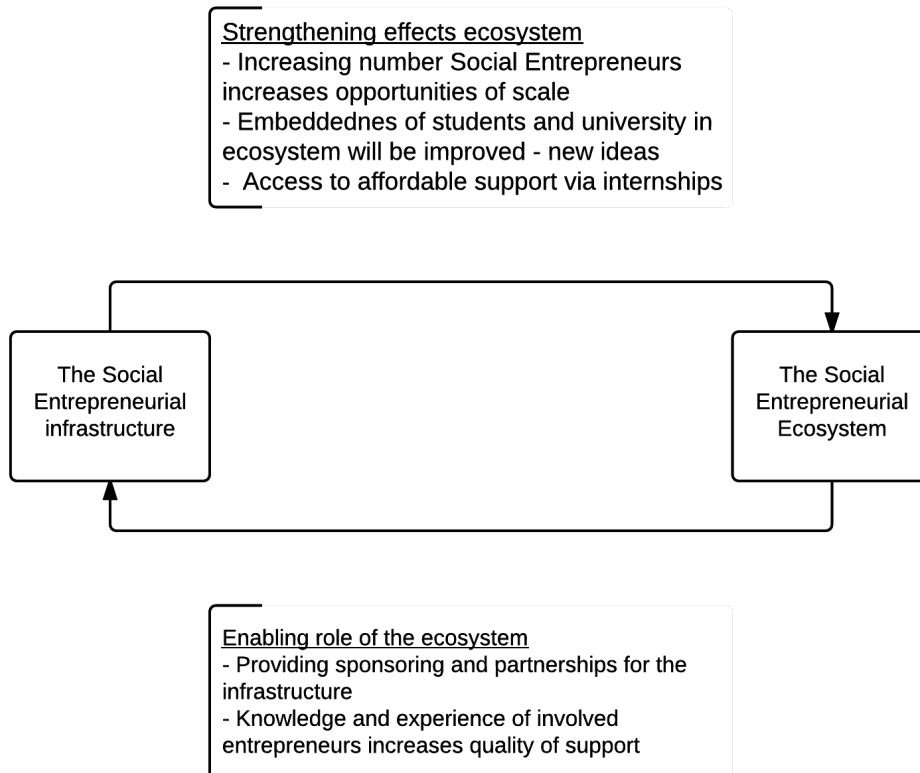 Strengthening effects ecosystem
- Increasing number Social Entrepreneurs
increases opportunities of scale
- Embeddednes of students and university in
ecosystem will be improved - new ideas
- Access to affordable support via internships
The Social
Entrepreneurial
infrastructure
The Social
Entrepreneurial
Ecosystem
Enabling role of the ecosystem
- Providing sponsoring and partnerships for the
infrastructure
- Knowledge and experience of involved
entrepreneurs increases quality of support